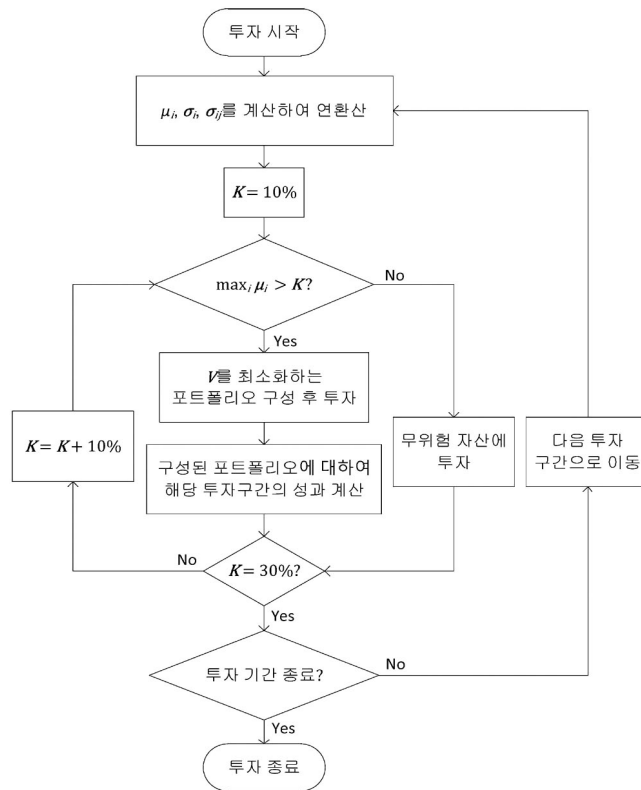 투자 시작
μᵢ, σᵢ, σᵢⱼ를 계산하여 연환산
K = 10%
maxᵢ μᵢ > K?
No
Yes
V를 최소화하는
포트폴리오 구성 후 투자
K = K + 10%
구성된 포트폴리오에 대하여
해당 투자구간의 성과 계산
무위험 자산에
투자
다음 투자
구간으로 이동
No
K = 30%?
Yes
투자 기간 종료?
No
Yes
투자 종료